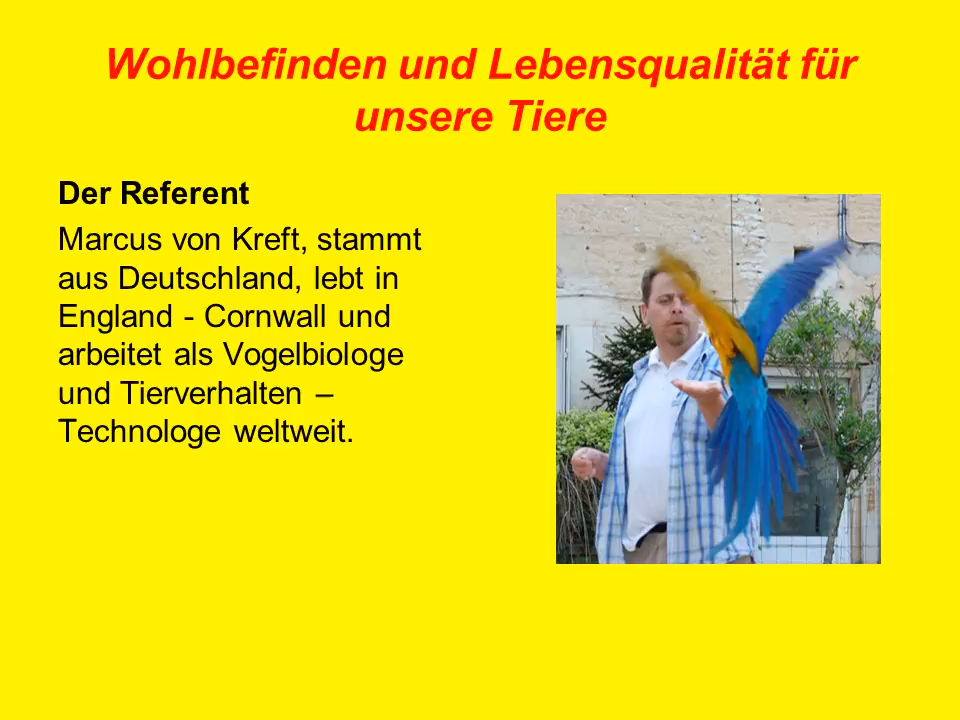 Wohlbefinden und Lebensqualität für
unsere Tiere
Der Referent
Marcus von Kreft, stammt
aus Deutschland, lebt in
England - Cornwall und
arbeitet als Vogelbiologe
und Tierverhalten –
Technologe weltweit.